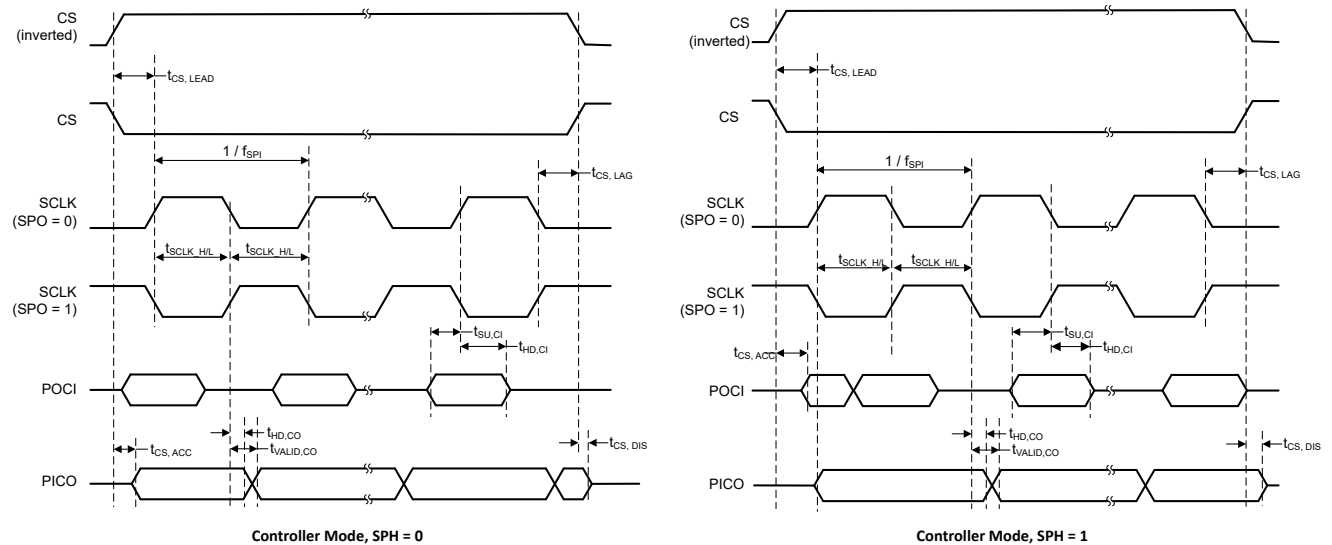 CS
(inverted)
tCS, LEAD
CS
1 / fSPI
tCS, LAG
SCLK
(SPO = 0)
tSCLK_H/L
tSCLK_H/L
SCLK
(SPO = 1)
tSU,CI
tHD,CI
POCI
tHD,CO
tCS, ACC
tVALID,CO
tCS, DIS
PICO
Controller Mode, SPH = 0
CS
(inverted)
tCS, LEAD
CS
1 / fSPI
tCS, LAG
SCLK
(SPO = 0)
tSCLK_H/L
tSCLK_H/L
SCLK
(SPO = 1)
tSU,CI
tCS, ACC
tHD,CI
POCI
tHD,CO
tVALID,CO
tCS, DIS
PICO
Controller Mode, SPH = 1